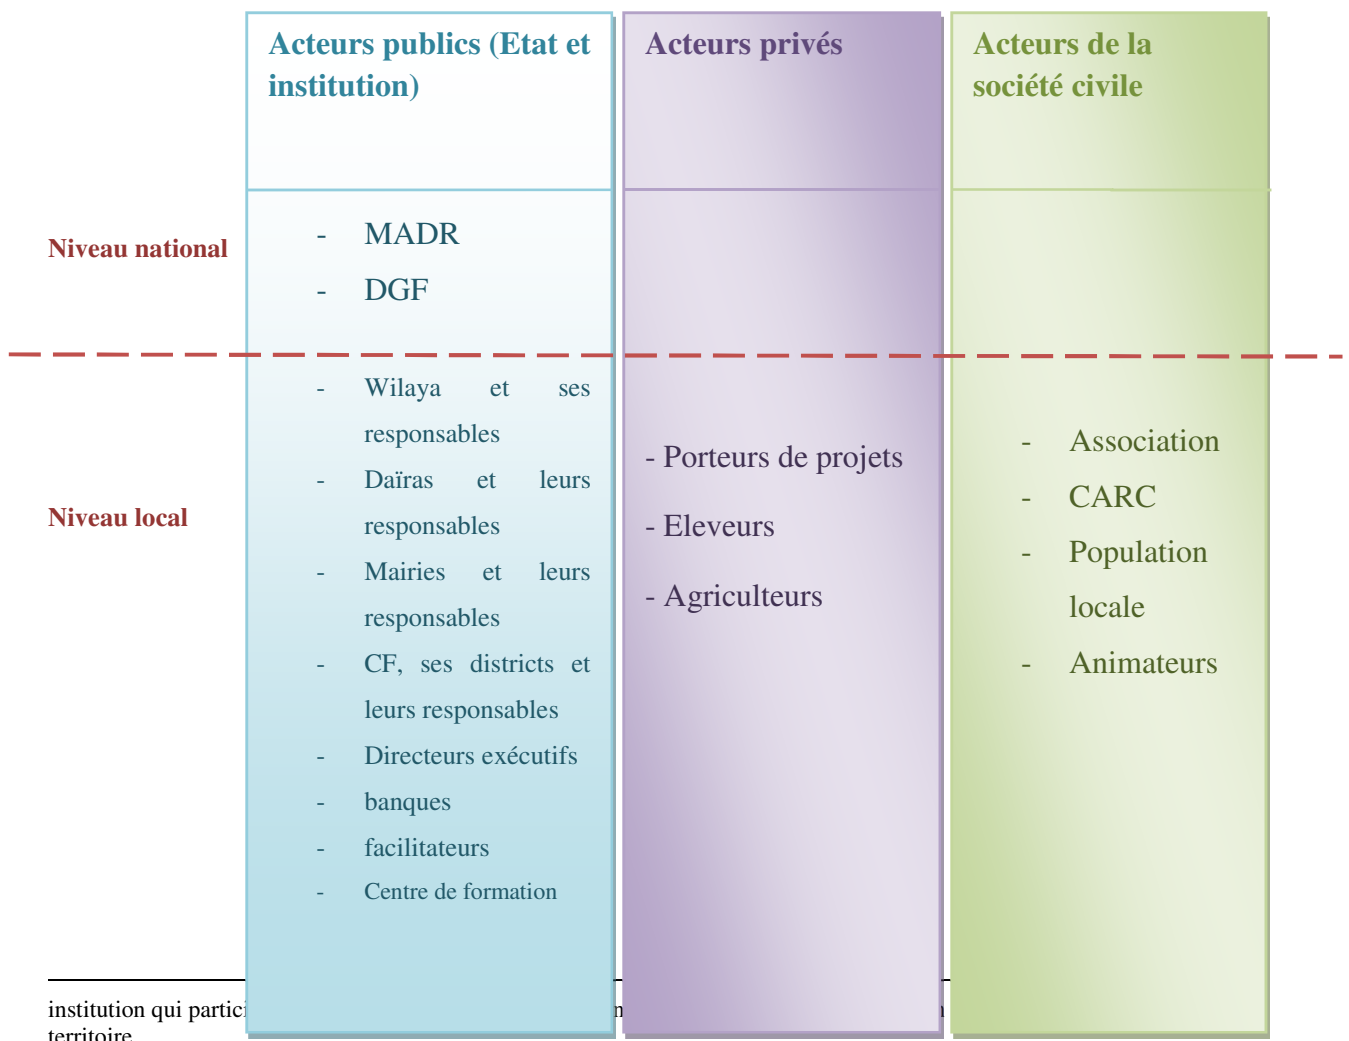 Acteurs publics (Etat et
institution)
Acteurs privés
Acteurs de la
société civile
Niveau national
- MADR
- DGF
Niveau local
- Wilaya et ses
responsables
- Daïras et leurs
responsables
- Mairies et leurs
responsables
- CF, ses districts et
leurs responsables
- Directeurs exécutifs
- banques
- facilitateurs
- Centre de formation
- Porteurs de projets
- Eleveurs
- Agriculteurs
- Association
- CARC
- Population
locale
- Animateurs
institution qui
territoire